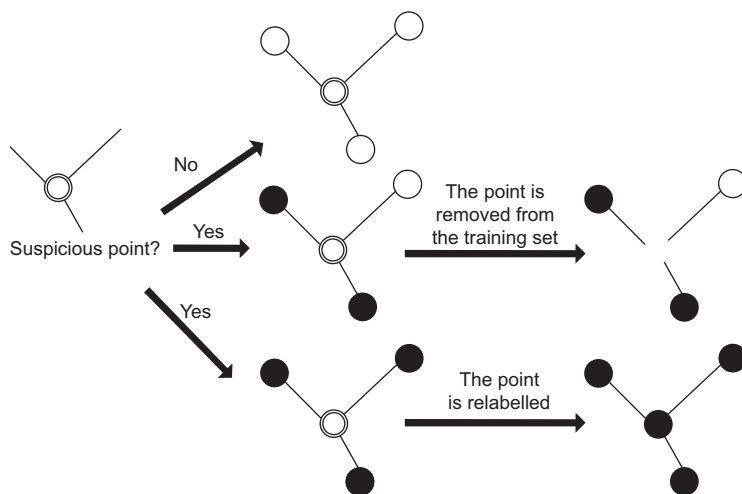 No
Suspicious point?
Yes
The point is
removed from
the training set
Yes
The point
is relabelled